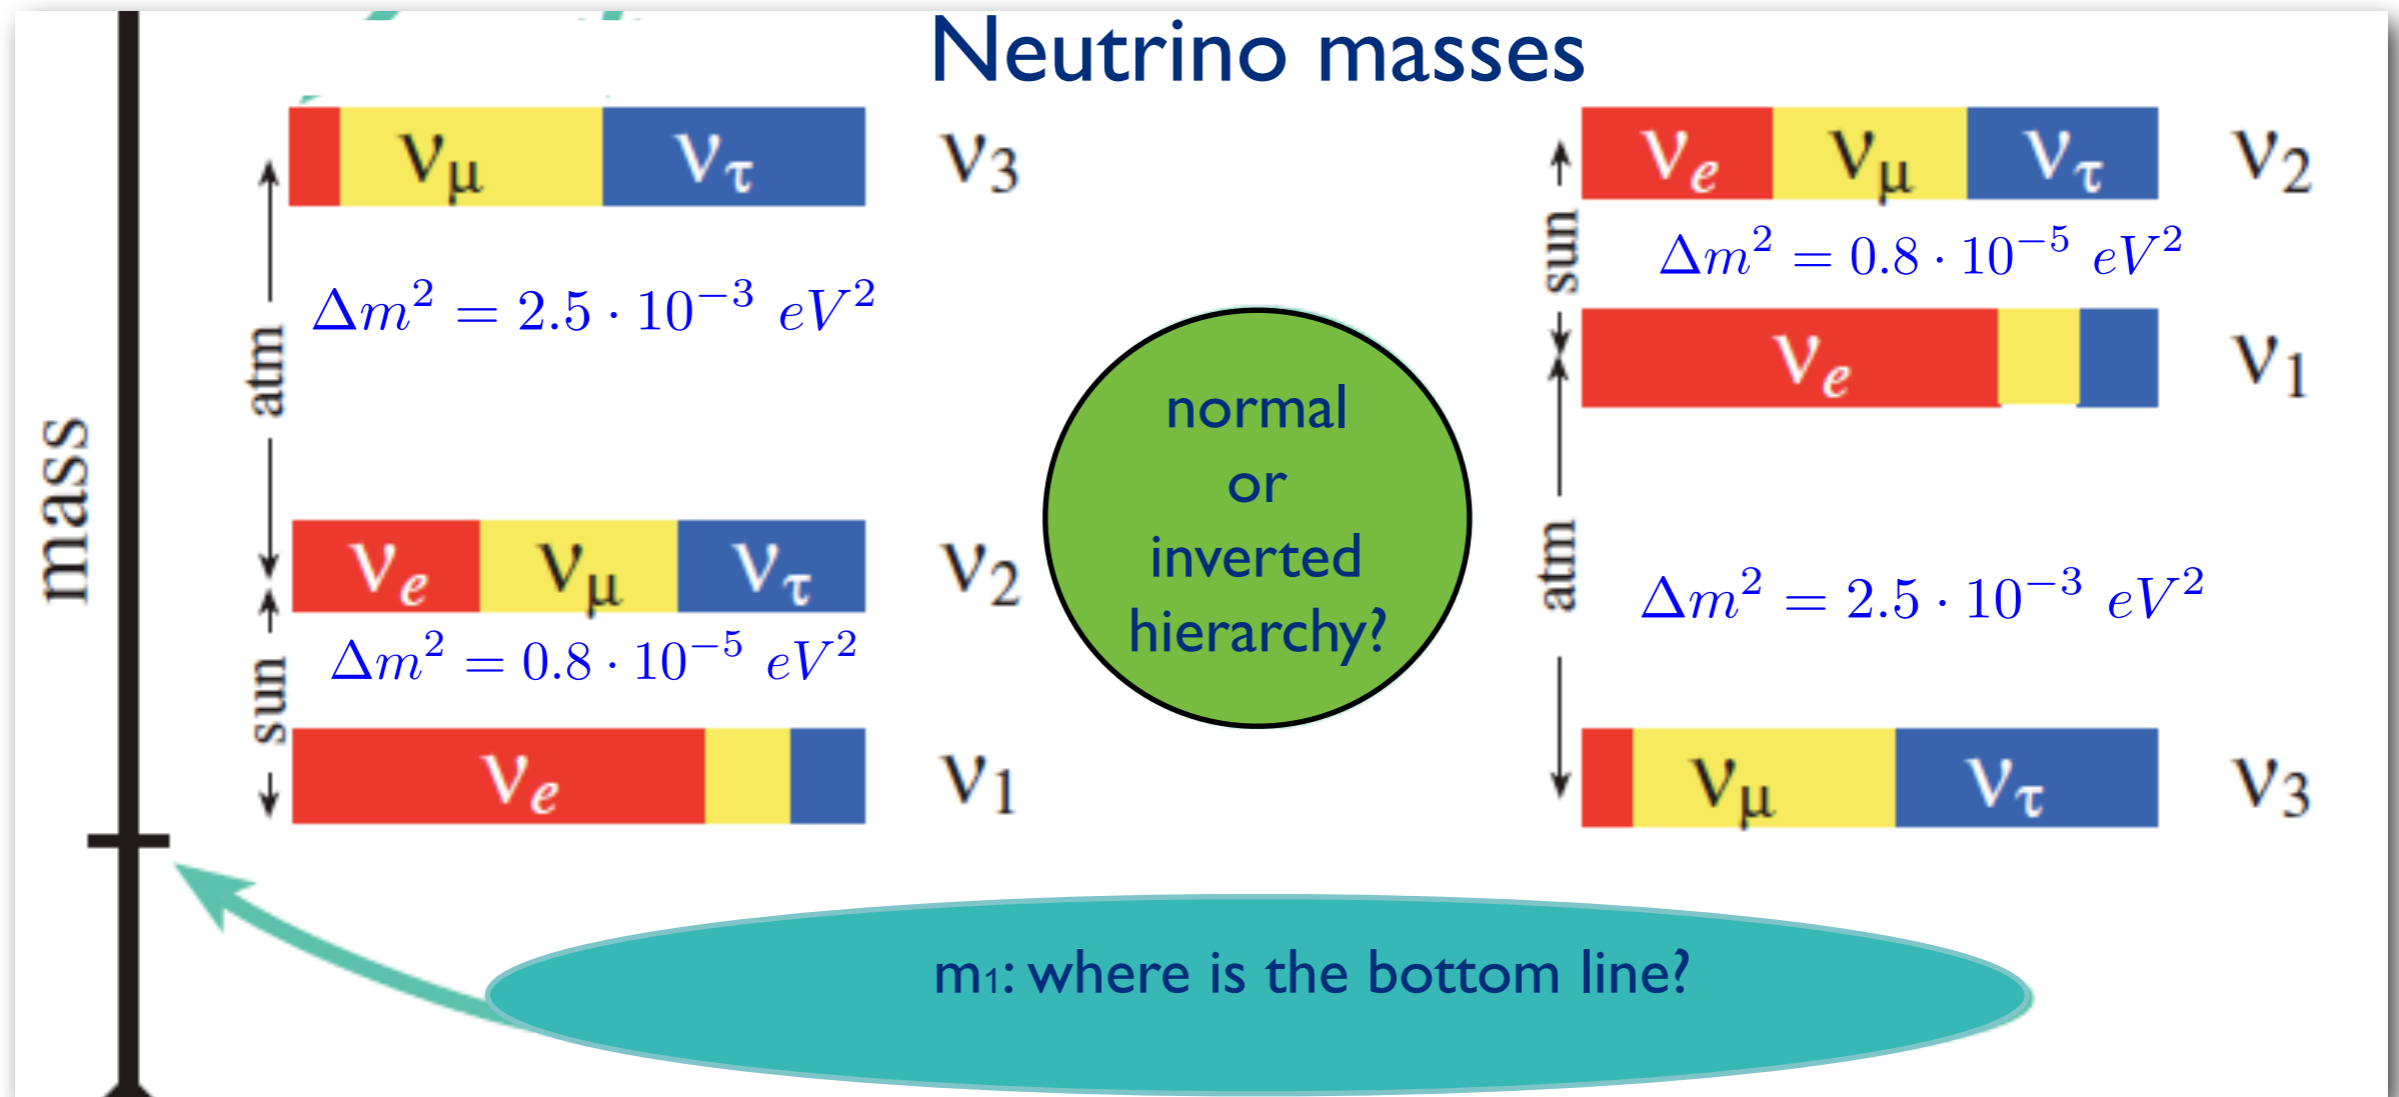 Neutrino masses
mass
atm
sun
νμ ντ ν3
Δm² = 2.5 · 10⁻³ eV²
νe νμ ντ ν2
Δm² = 0.8 · 10⁻⁵ eV²
νe ν1
normal
or
inverted
hierarchy?
sun
atm
νe νμ ντ ν2
Δm² = 0.8 · 10⁻⁵ eV²
νe ν1
Δm² = 2.5 · 10⁻³ eV²
νμ ντ ν3
m₁: where is the bottom line?